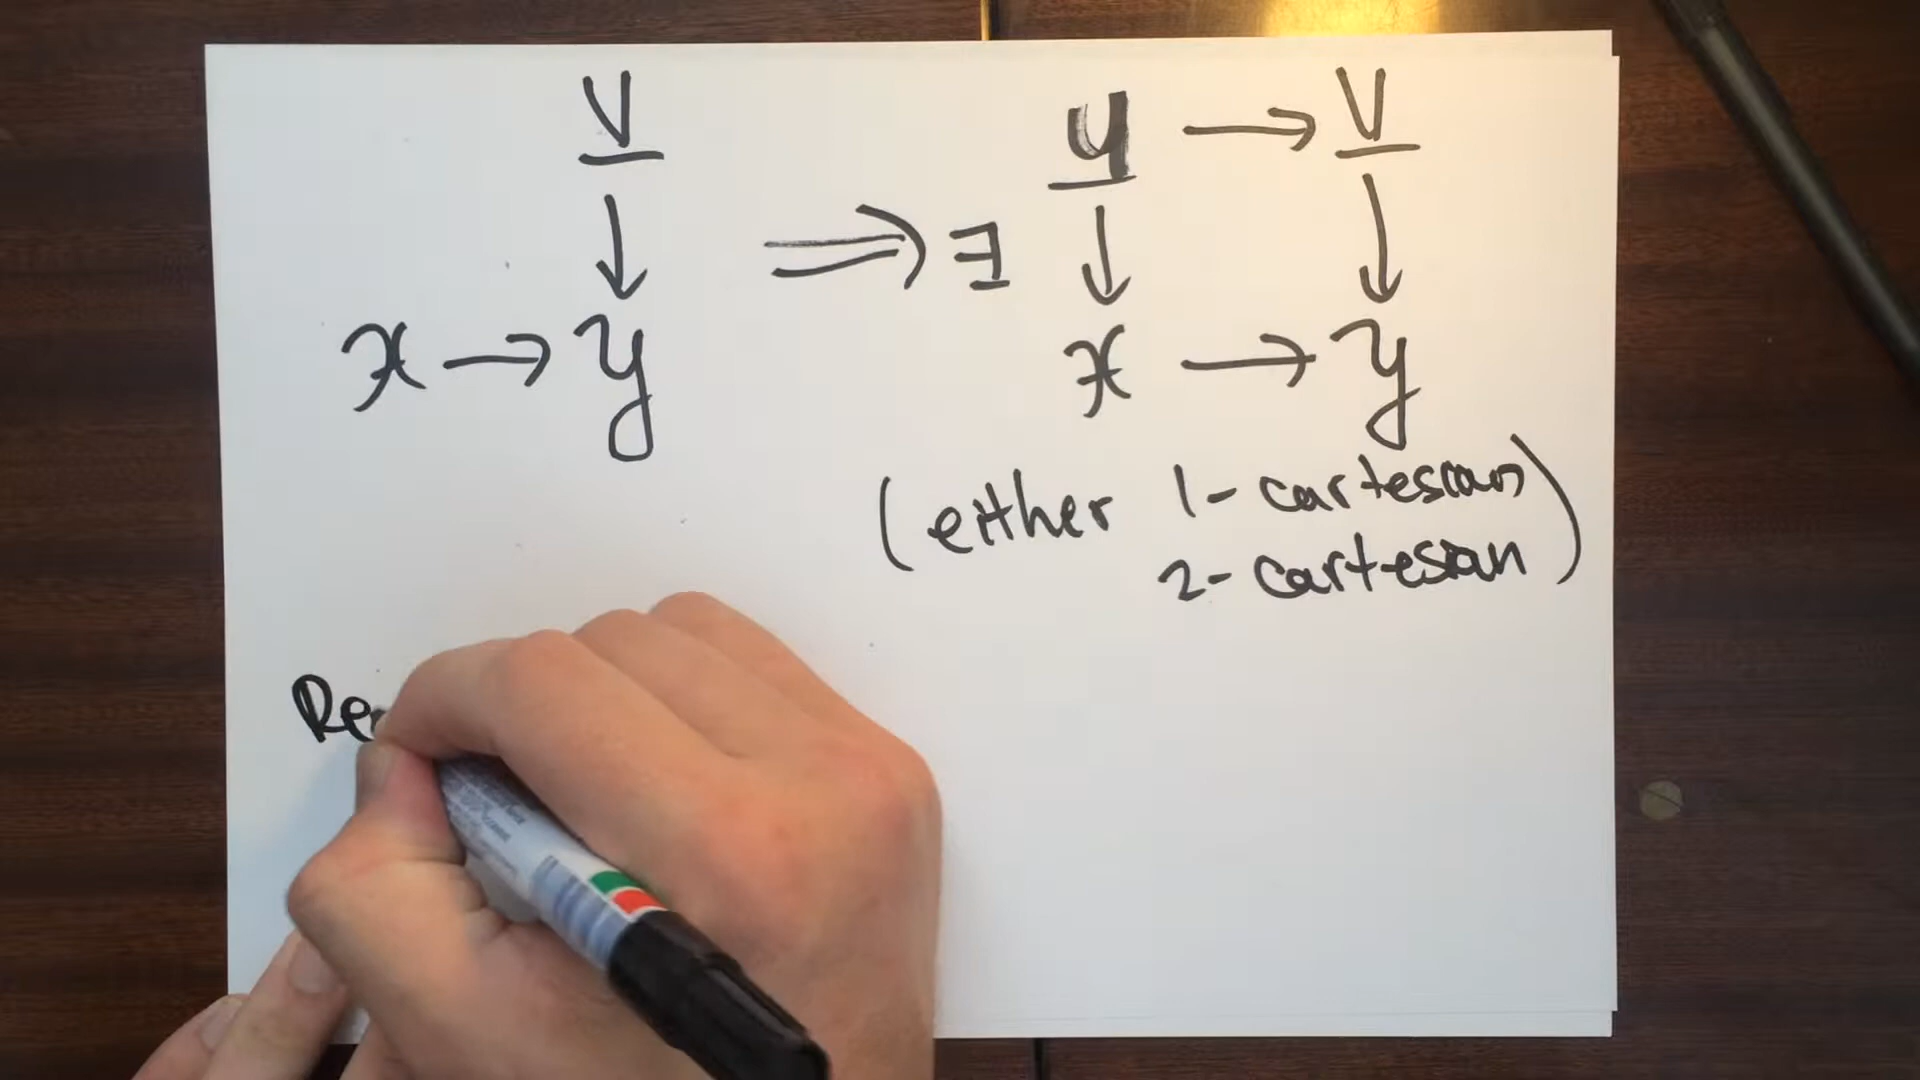 V U → V
↓ ⟹ ∃ ↓ ↓
X → Y X → Y
(either 1-cartesian
2-cartesian)
Re